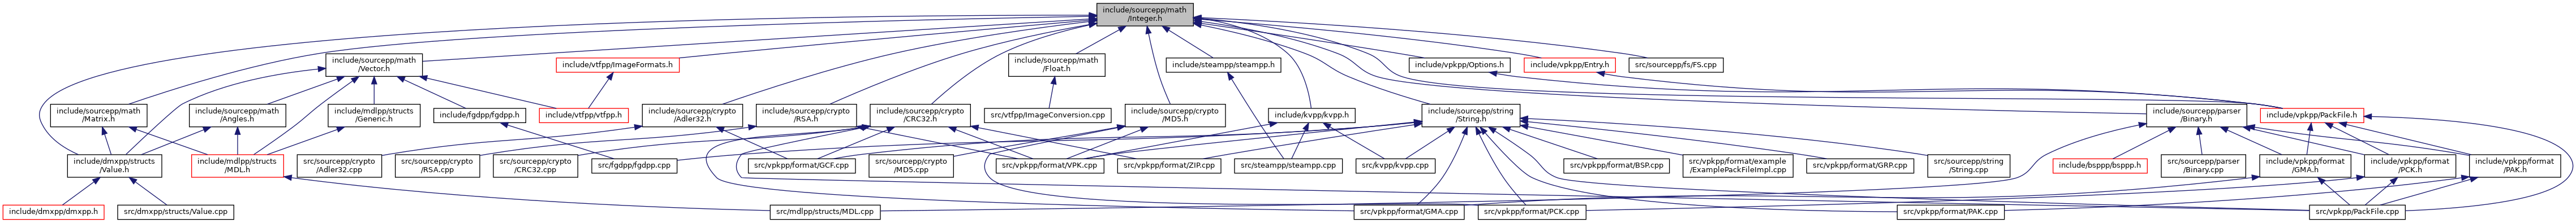 include/sourcepp/math
/Integer.h
include/sourcepp/math
/Vector.h
include/vtfpp/ImageFormats.h
include/sourcepp/math
/Float.h
include/steampp/steampp.h
include/vpkpp/Options.h
include/vpkpp/Entry.h
src/sourcepp/fs/FS.cpp
include/sourcepp/math
/Matrix.h
include/sourcepp/math
/Angles.h
include/mdlpp/structs
/Generic.h
include/fgdpp/fgdpp.h
include/vtfpp/vtfpp.h
include/sourcepp/crypto
/Adler32.h
include/sourcepp/crypto
/RSA.h
include/sourcepp/crypto
/CRC32.h
src/vtfpp/ImageConversion.cpp
include/sourcepp/crypto
/MD5.h
include/kvpp/kvpp.h
include/sourcepp/string
/String.h
include/sourcepp/parser
/Binary.h
include/vpkpp/PackFile.h
include/dmxpp/structs
/Value.h
include/mdlpp/structs
/MDL.h
src/sourcepp/crypto
/Adler32.cpp
src/sourcepp/crypto
/RSA.cpp
src/sourcepp/crypto
/CRC32.cpp
src/fgdpp/fgdpp.cpp
src/vpkpp/format/GCF.cpp
src/sourcepp/crypto
/MD5.cpp
src/vpkpp/format/VPK.cpp
src/vpkpp/format/ZIP.cpp
src/steampp/steampp.cpp
src/kvpp/kvpp.cpp
src/vpkpp/format/BSP.cpp
src/vpkpp/format/example
/ExamplePackFileImpl.cpp
src/vpkpp/format/GRP.cpp
src/sourcepp/string
/String.cpp
include/bsppp/bsppp.h
src/sourcepp/parser
/Binary.cpp
include/vpkpp/format
/GMA.h
include/vpkpp/format
/PCK.h
include/vpkpp/format
/PAK.h
include/dmxpp/dmxpp.h
src/dmxpp/structs/Value.cpp
src/mdlpp/structs/MDL.cpp
src/vpkpp/format/GMA.cpp
src/vpkpp/format/PCK.cpp
src/vpkpp/format/PAK.cpp
src/vpkpp/PackFile.cpp